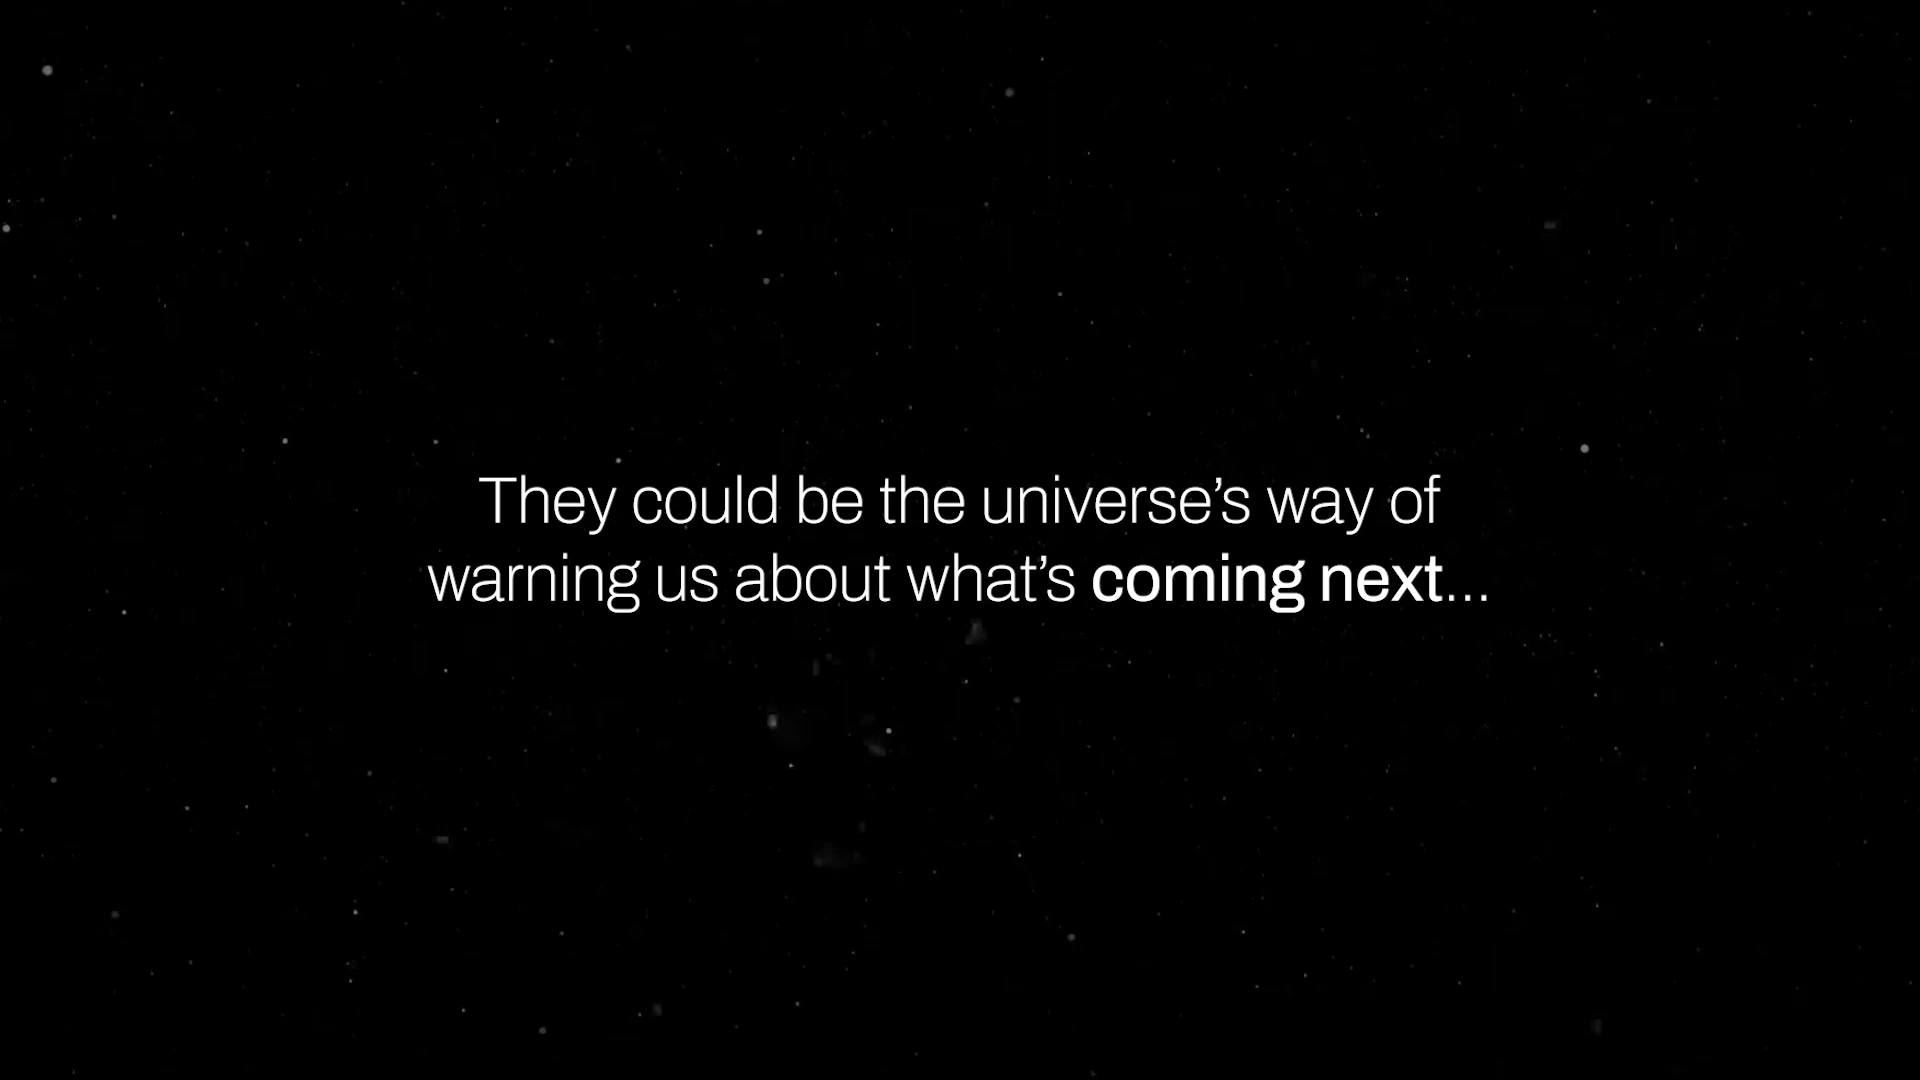 They could be the universe’s way of
warning us about what’s coming next...